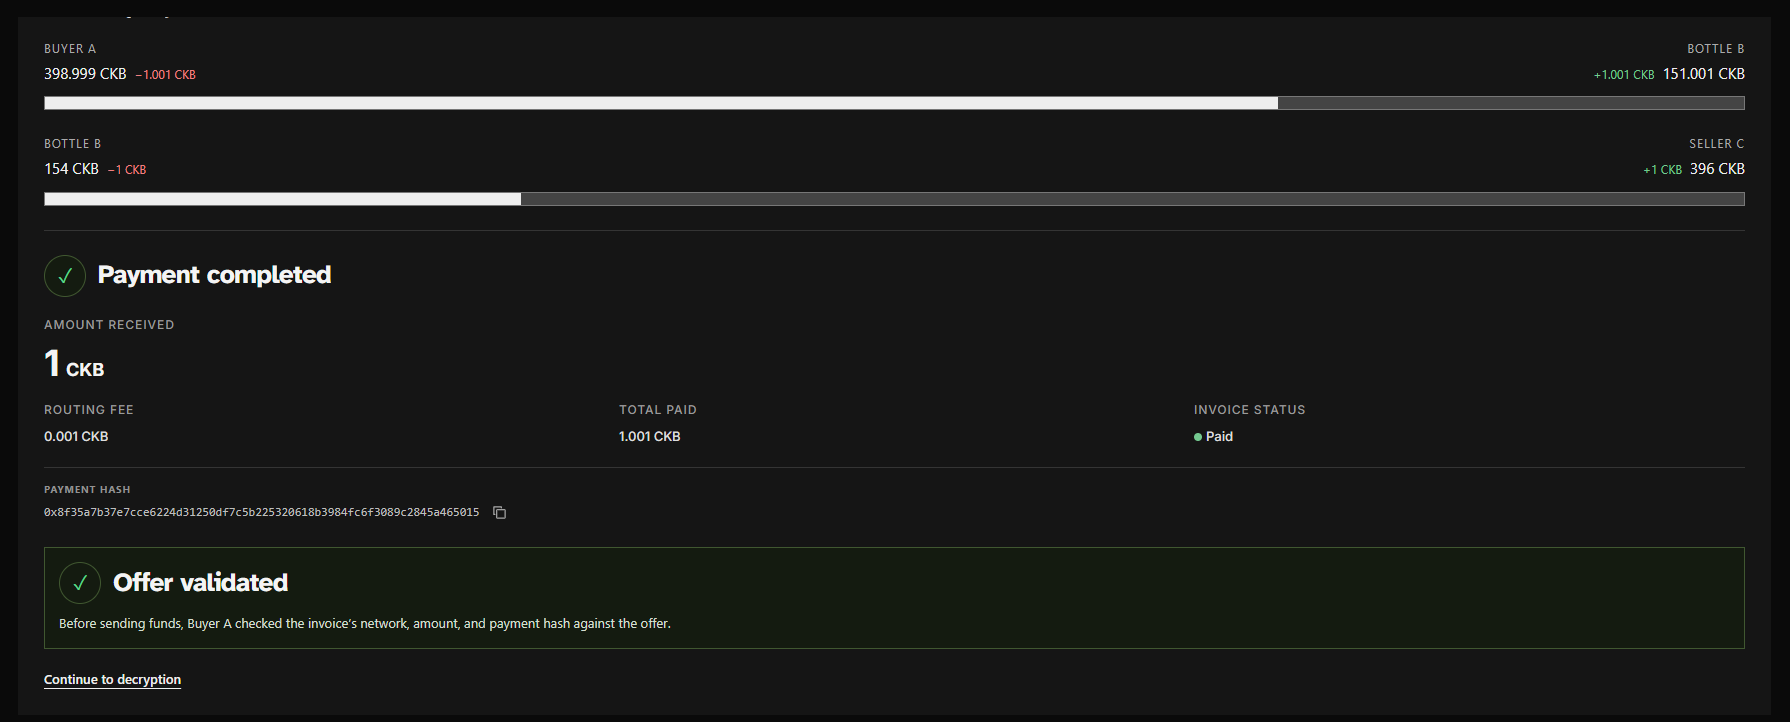 BUYER A
BOTTLE B
398.999 CKB −1.001 CKB
+1.001 CKB 151.001 CKB
BOTTLE B
SELLER C
154 CKB −1 CKB
+1 CKB 396 CKB
✓ Payment completed
AMOUNT RECEIVED
1 CKB
ROUTING FEE
TOTAL PAID
INVOICE STATUS
0.001 CKB
1.001 CKB
Paid
PAYMENT HASH
0x8f35a7b37e7cce6224d31250df7c5b225320618b3984fc6f3089c2845a465015
✓ Offer validated
Before sending funds, Buyer A checked the invoice’s network, amount, and payment hash against the offer.
Continue to decryption